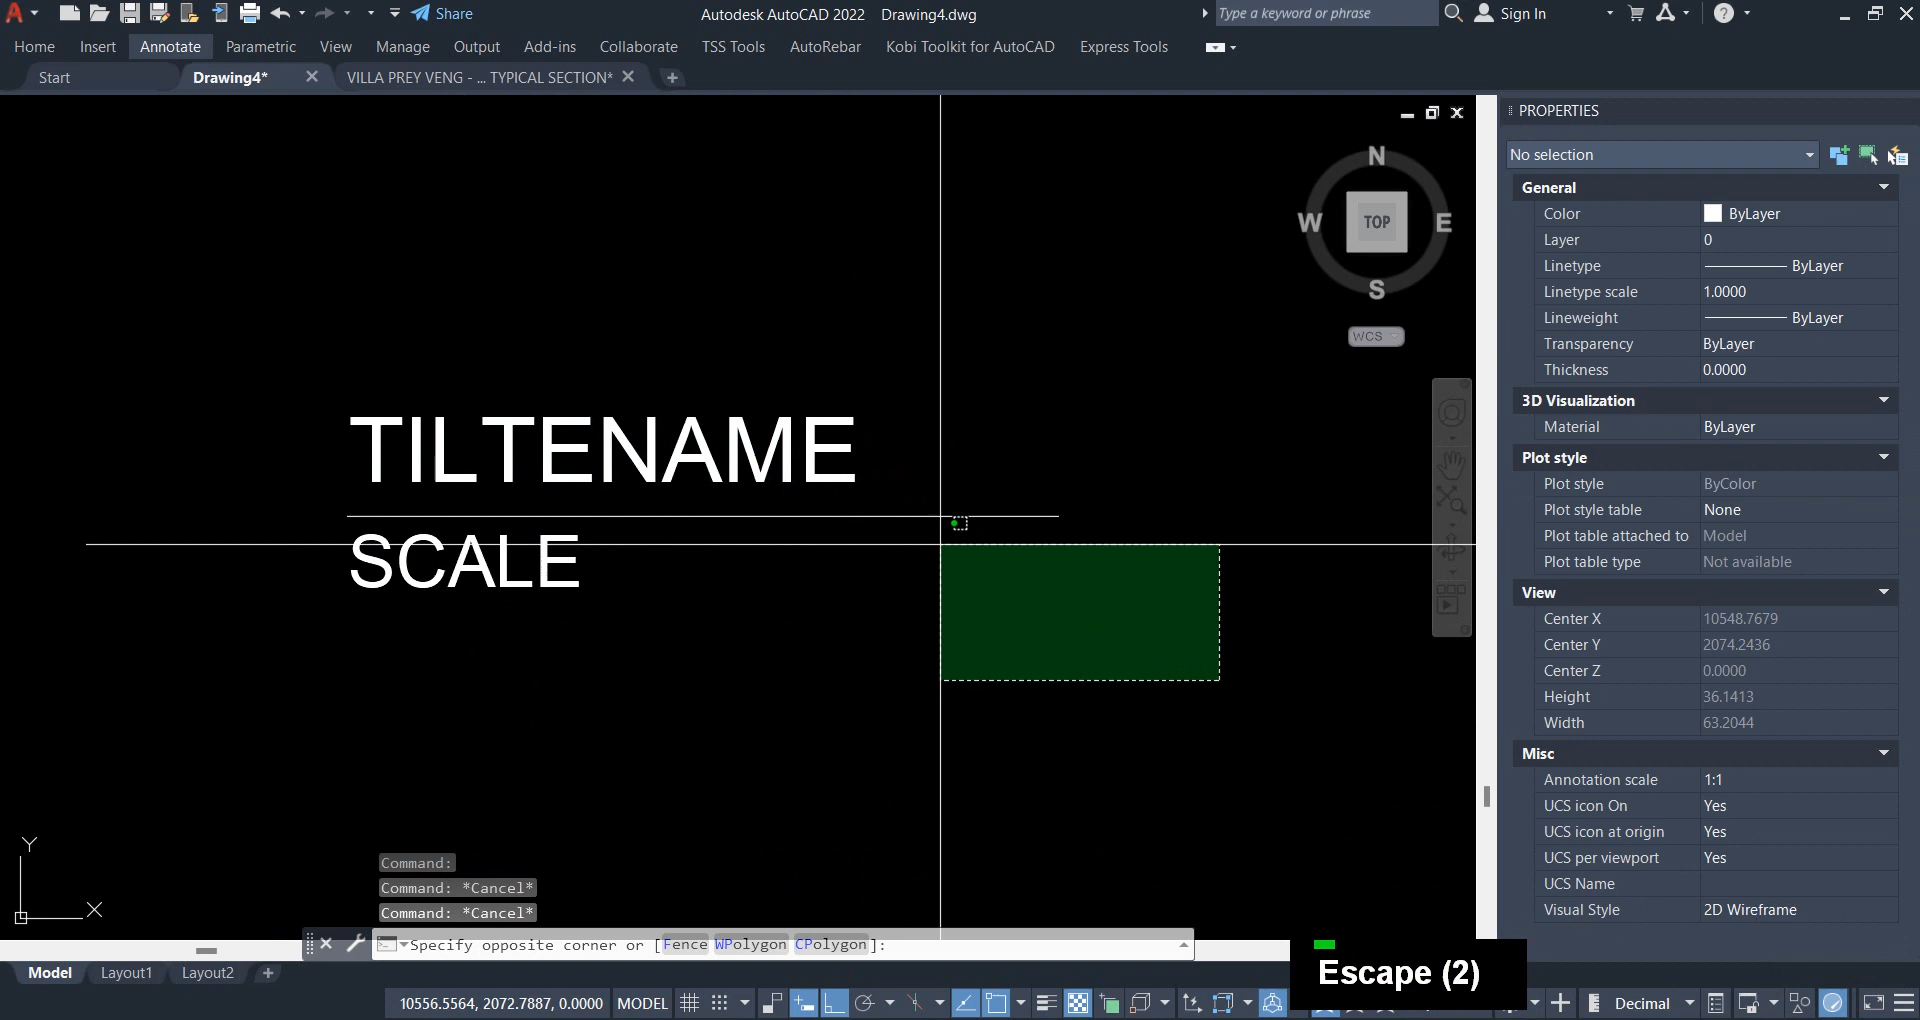 Share
Autodesk AutoCAD 2022 Drawing4.dwg
Type a keyword or phrase
Sign In
Home Insert Annotate Parametric View Manage Output Add-ins Collaborate TSS Tools AutoRebar Kobi Toolkit for AutoCAD Express Tools
Start
Drawing4*
VILLA PREY VENG - ... TYPICAL SECTION*
N
W
TOP
E
S
WCS
TILTENAME
SCALE
Y
X
PROPERTIES
No selection
General
Color ByLayer
Layer 0
Linetype ByLayer
Linetype scale 1.0000
Lineweight ByLayer
Transparency ByLayer
Thickness 0.0000
3D Visualization
Material ByLayer
Plot style
Plot style ByColor
Plot style table None
Plot table attached to Model
Plot table type Not available
View
Center X 10548.7679
Center Y 2074.2436
Center Z 0.0000
Height 36.1413
Width 63.2044
Misc
Annotation scale 1:1
UCS icon On Yes
UCS icon at origin Yes
UCS per viewport Yes
UCS Name
Visual Style 2D Wireframe
Command:
Command: *Cancel*
Command: *Cancel*
Specify opposite corner or [Fence WPolygon CPolygon]:
Escape (2)
Model Layout1 Layout2
10556.5564, 2072.7887, 0.0000 MODEL
Decimal